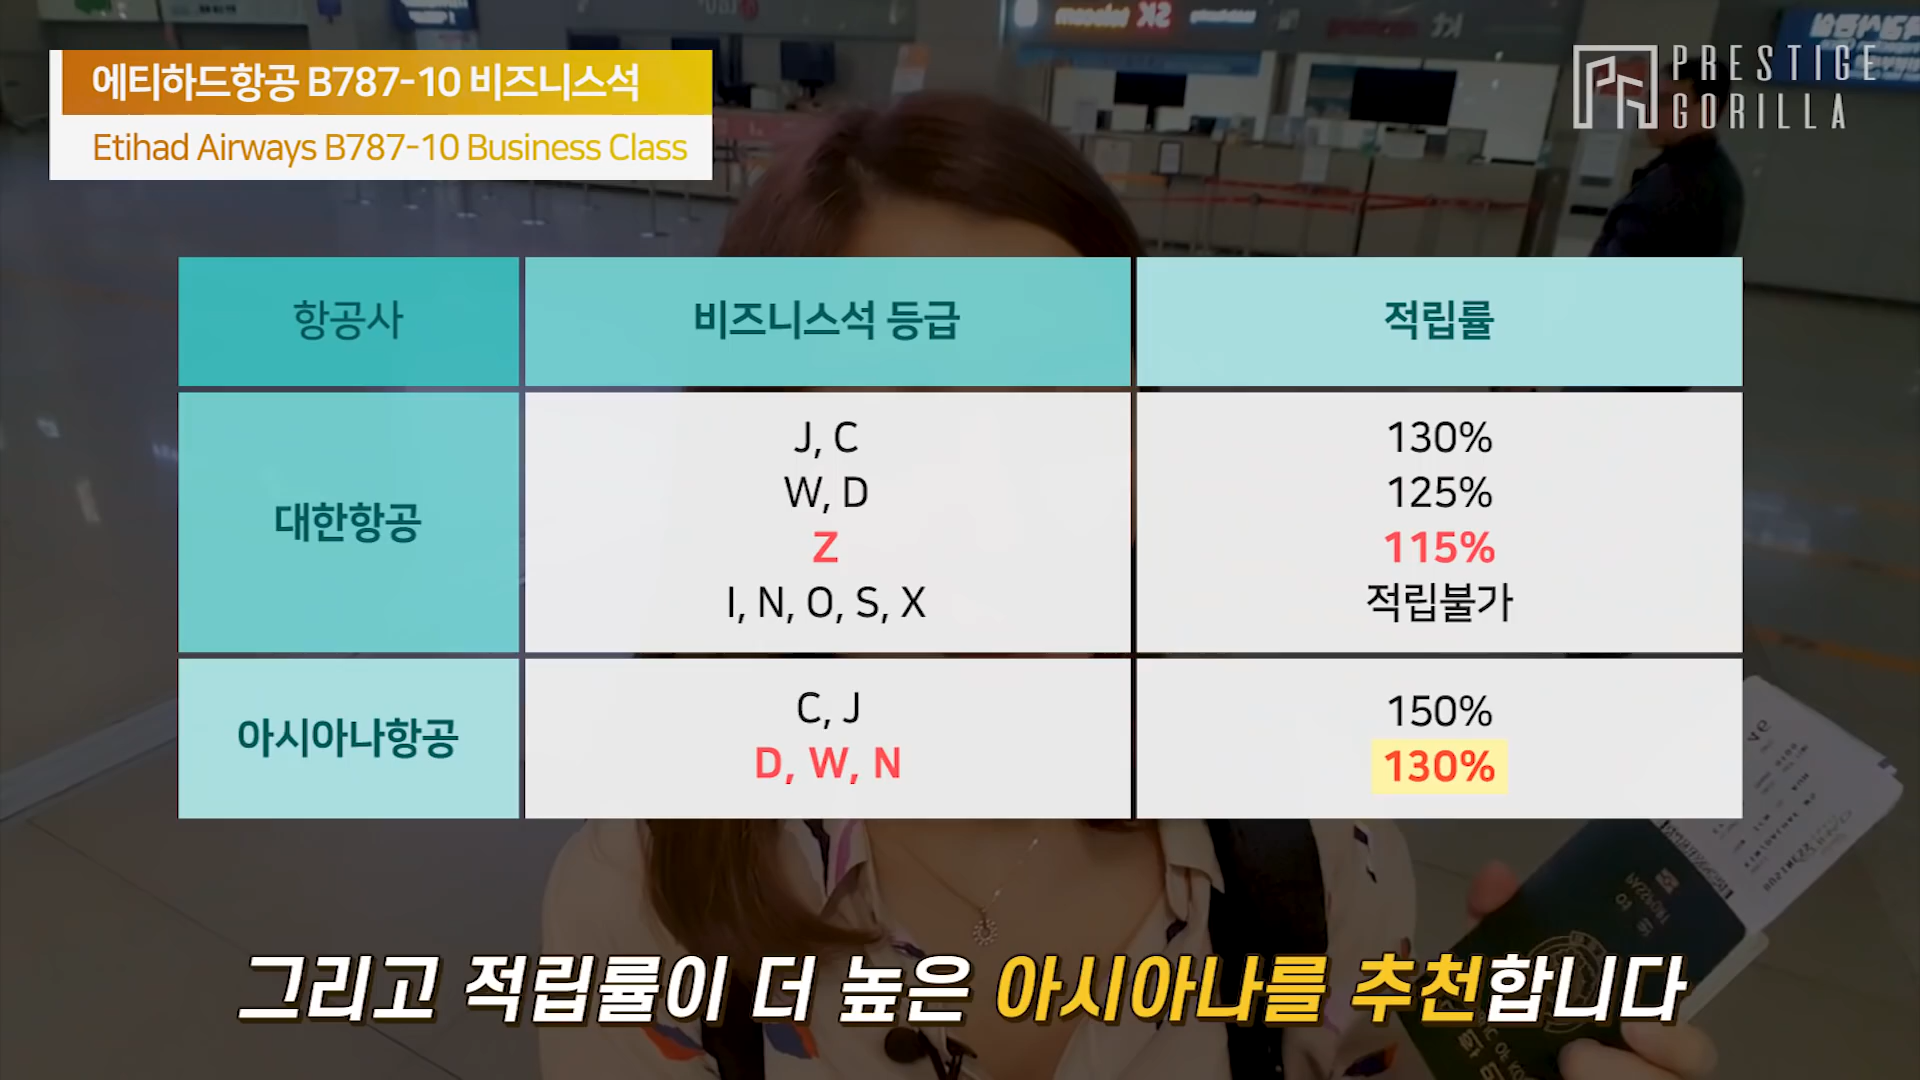 에티하드항공 B787-10 비즈니스석
Etihad Airways B787-10 Business Class
PRESTIGE
GORILLA
항공사
비즈니스석 등급
적립률
대한항공
J, C
130%
W, D
125%
Z
115%
I, N, O, S, X
적립불가
아시아나항공
C, J
150%
D, W, N
130%
그리고 적립률이 더 높은 아시아나를 추천합니다
SK telecom
kt